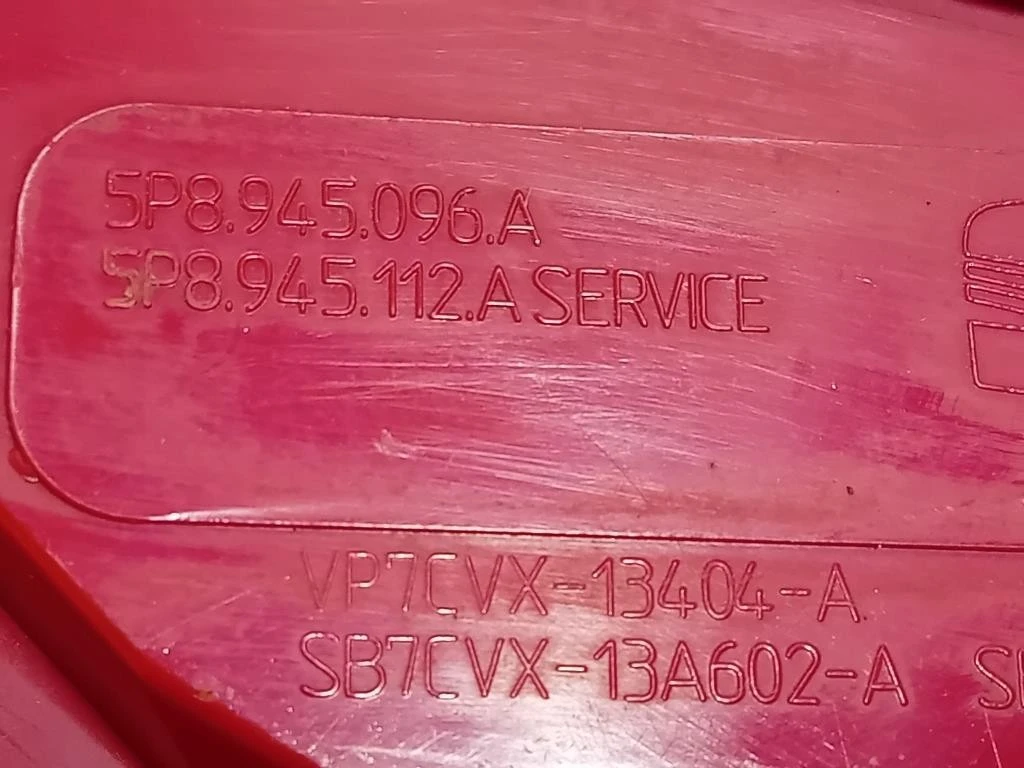 5P8.945.096.A
5P8.945.112.A SERVICE
VP7CVX-13404-A
SB7CVX-13A602-A